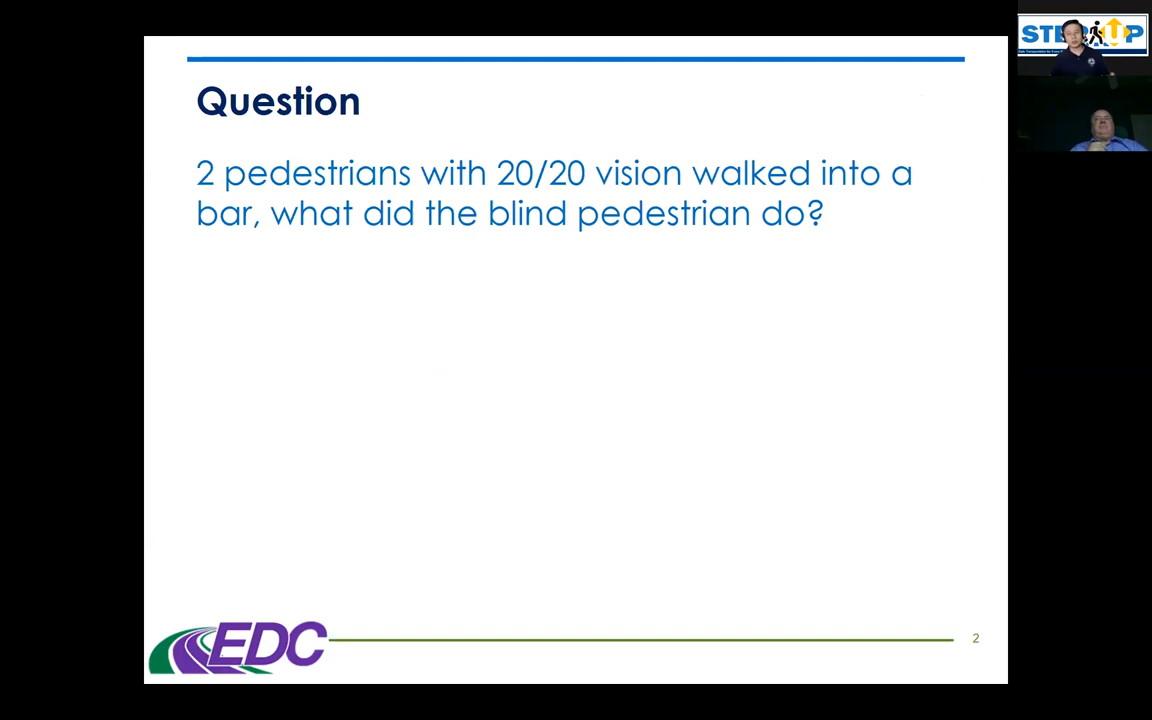 Question
2 pedestrians with 20/20 vision walked into a
bar, what did the blind pedestrian do?
EDC
2